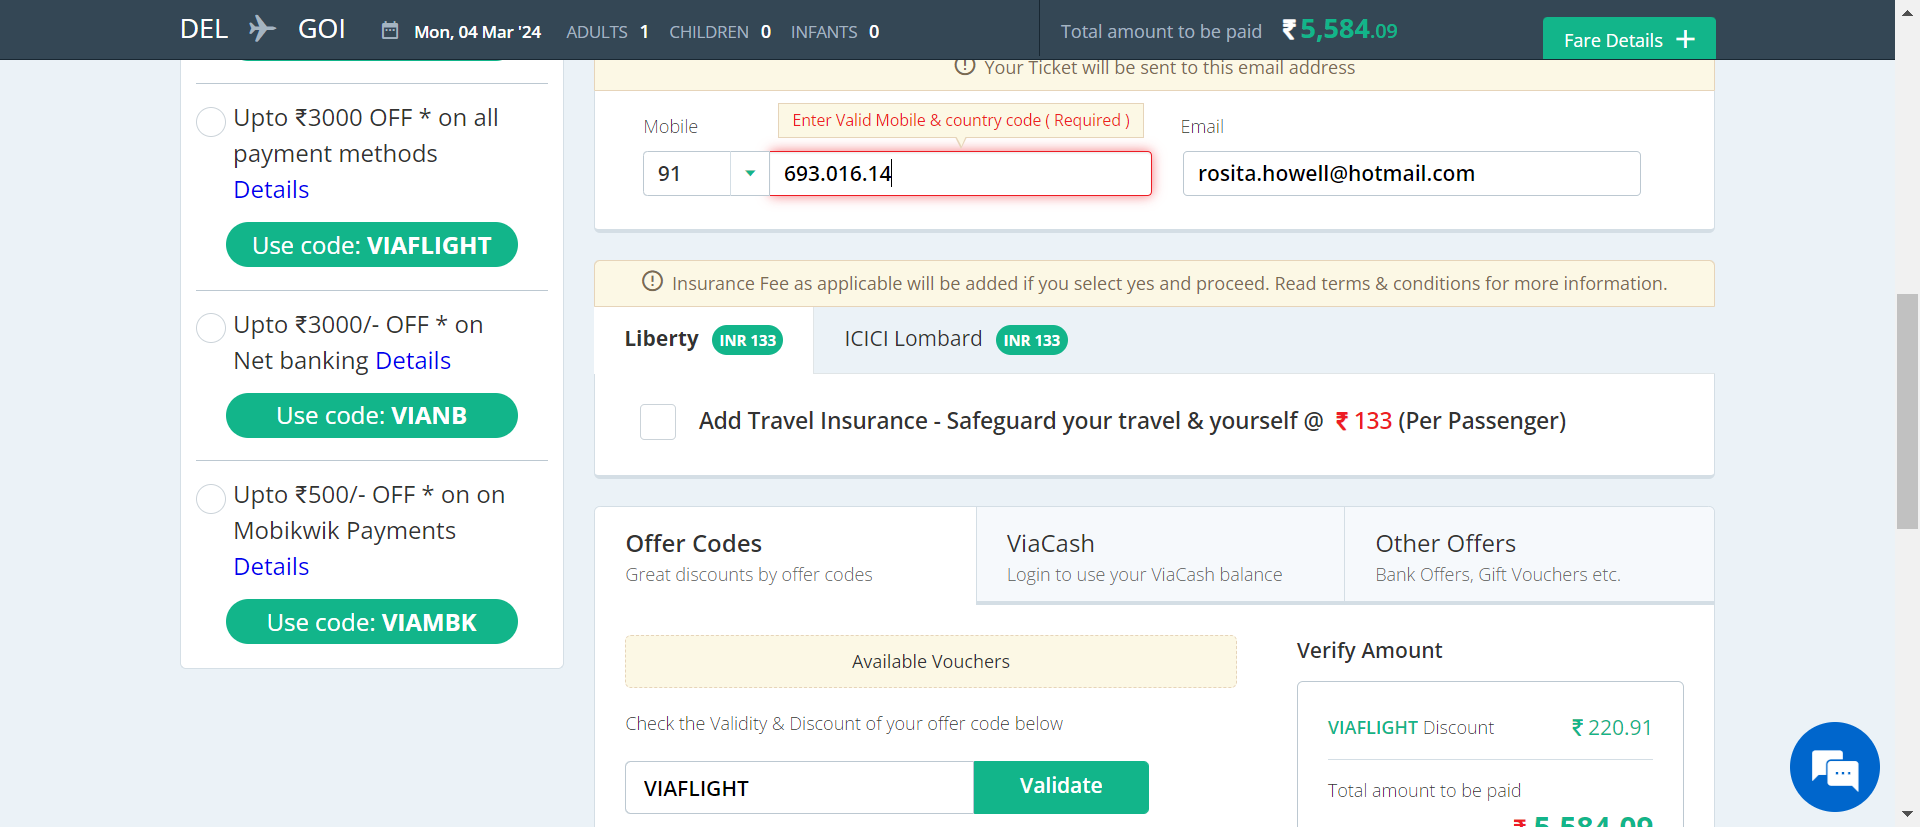 DEL GOI Mon, 04 Mar '24 ADULTS 1 CHILDREN 0 INFANTS 0 Total amount to be paid ₹5,584.09 Fare Details +
Upto ₹3000 OFF * on all
payment methods
Details
Use code: VIAFLIGHT
Upto ₹3000/- OFF * on
Net banking Details
Use code: VIANB
Upto ₹500/- OFF * on on
Mobikwik Payments
Details
Use code: VIAMBK
Your Ticket will be sent to this email address
Mobile
Enter Valid Mobile & country code ( Required )
Email
91
693.016.14
rosita.howell@hotmail.com
Insurance Fee as applicable will be added if you select yes and proceed. Read terms & conditions for more information.
Liberty INR 133 ICICI Lombard INR 133
Add Travel Insurance - Safeguard your travel & yourself @ ₹ 133 (Per Passenger)
Offer Codes
Great discounts by offer codes
ViaCash
Login to use your ViaCash balance
Other Offers
Bank Offers, Gift Vouchers etc.
Available Vouchers
Check the Validity & Discount of your offer code below
VIAFLIGHT
Validate
Verify Amount
VIAFLIGHT Discount ₹ 220.91
Total amount to be paid
₹ 5,584.09